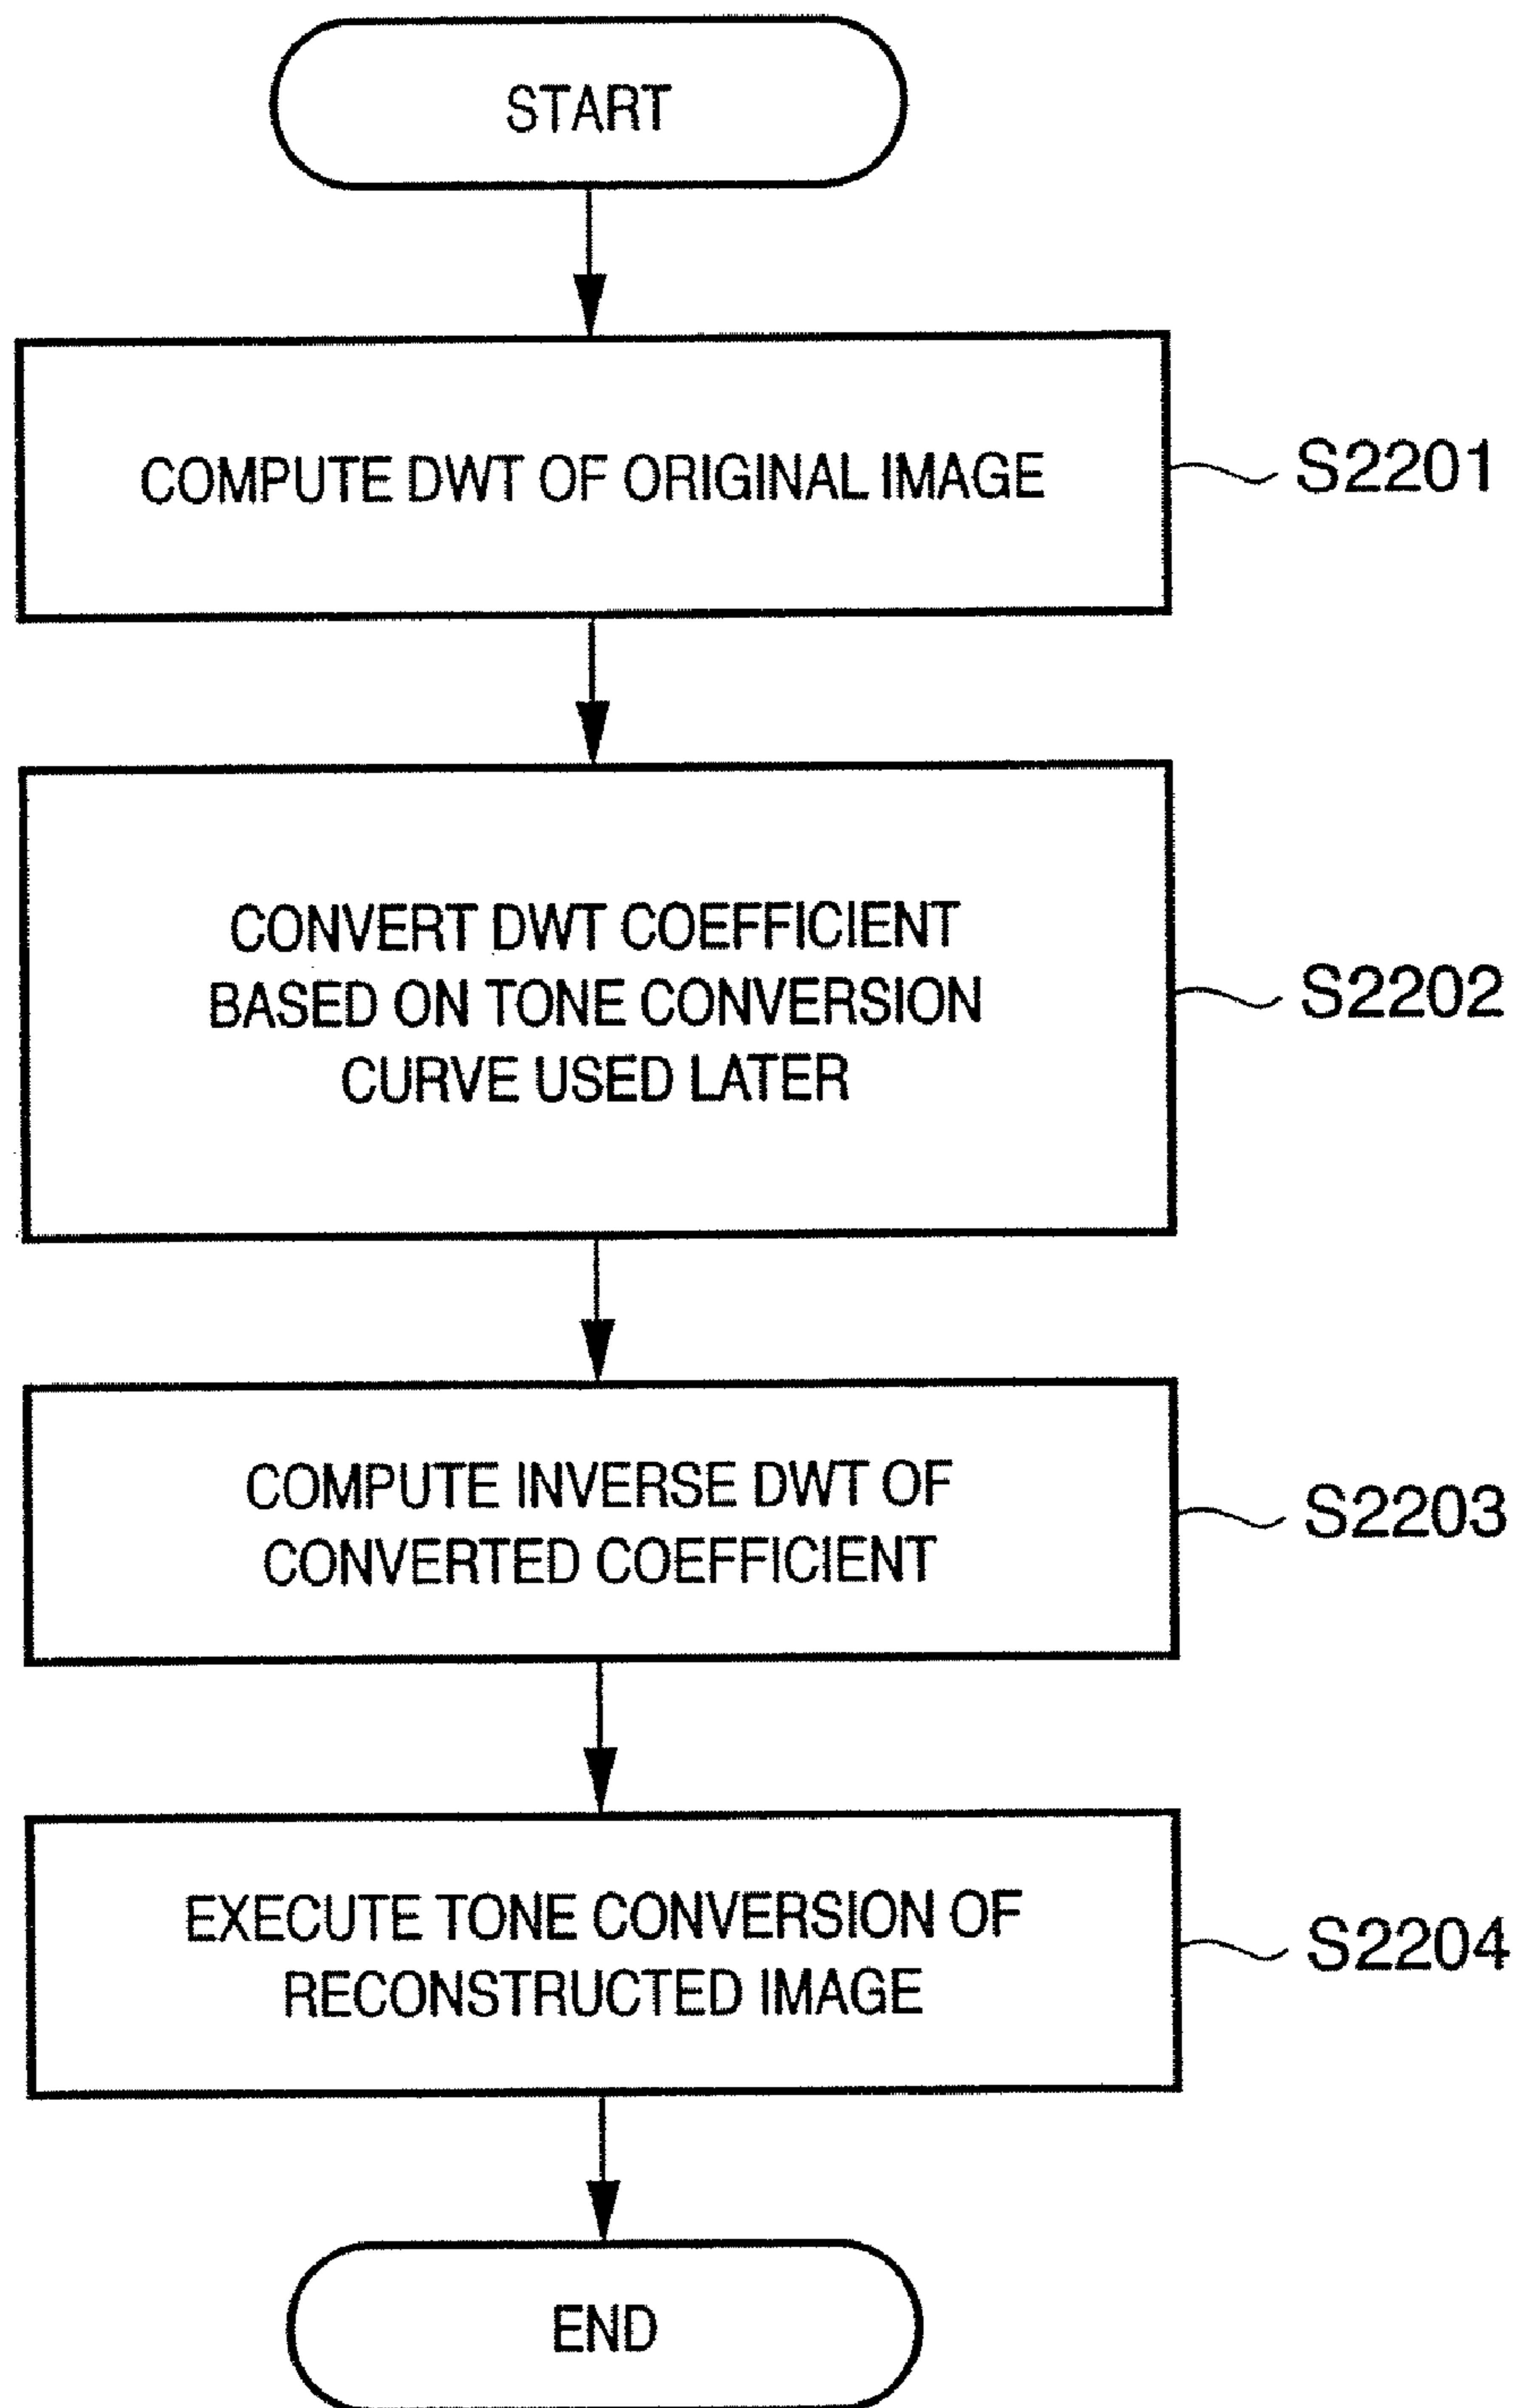 START
COMPUTE DWT OF ORIGINAL IMAGE
S2201
CONVERT DWT COEFFICIENT
BASED ON TONE CONVERSION
CURVE USED LATER
S2202
COMPUTE INVERSE DWT OF
CONVERTED COEFFICIENT
S2203
EXECUTE TONE CONVERSION OF
RECONSTRUCTED IMAGE
S2204
END